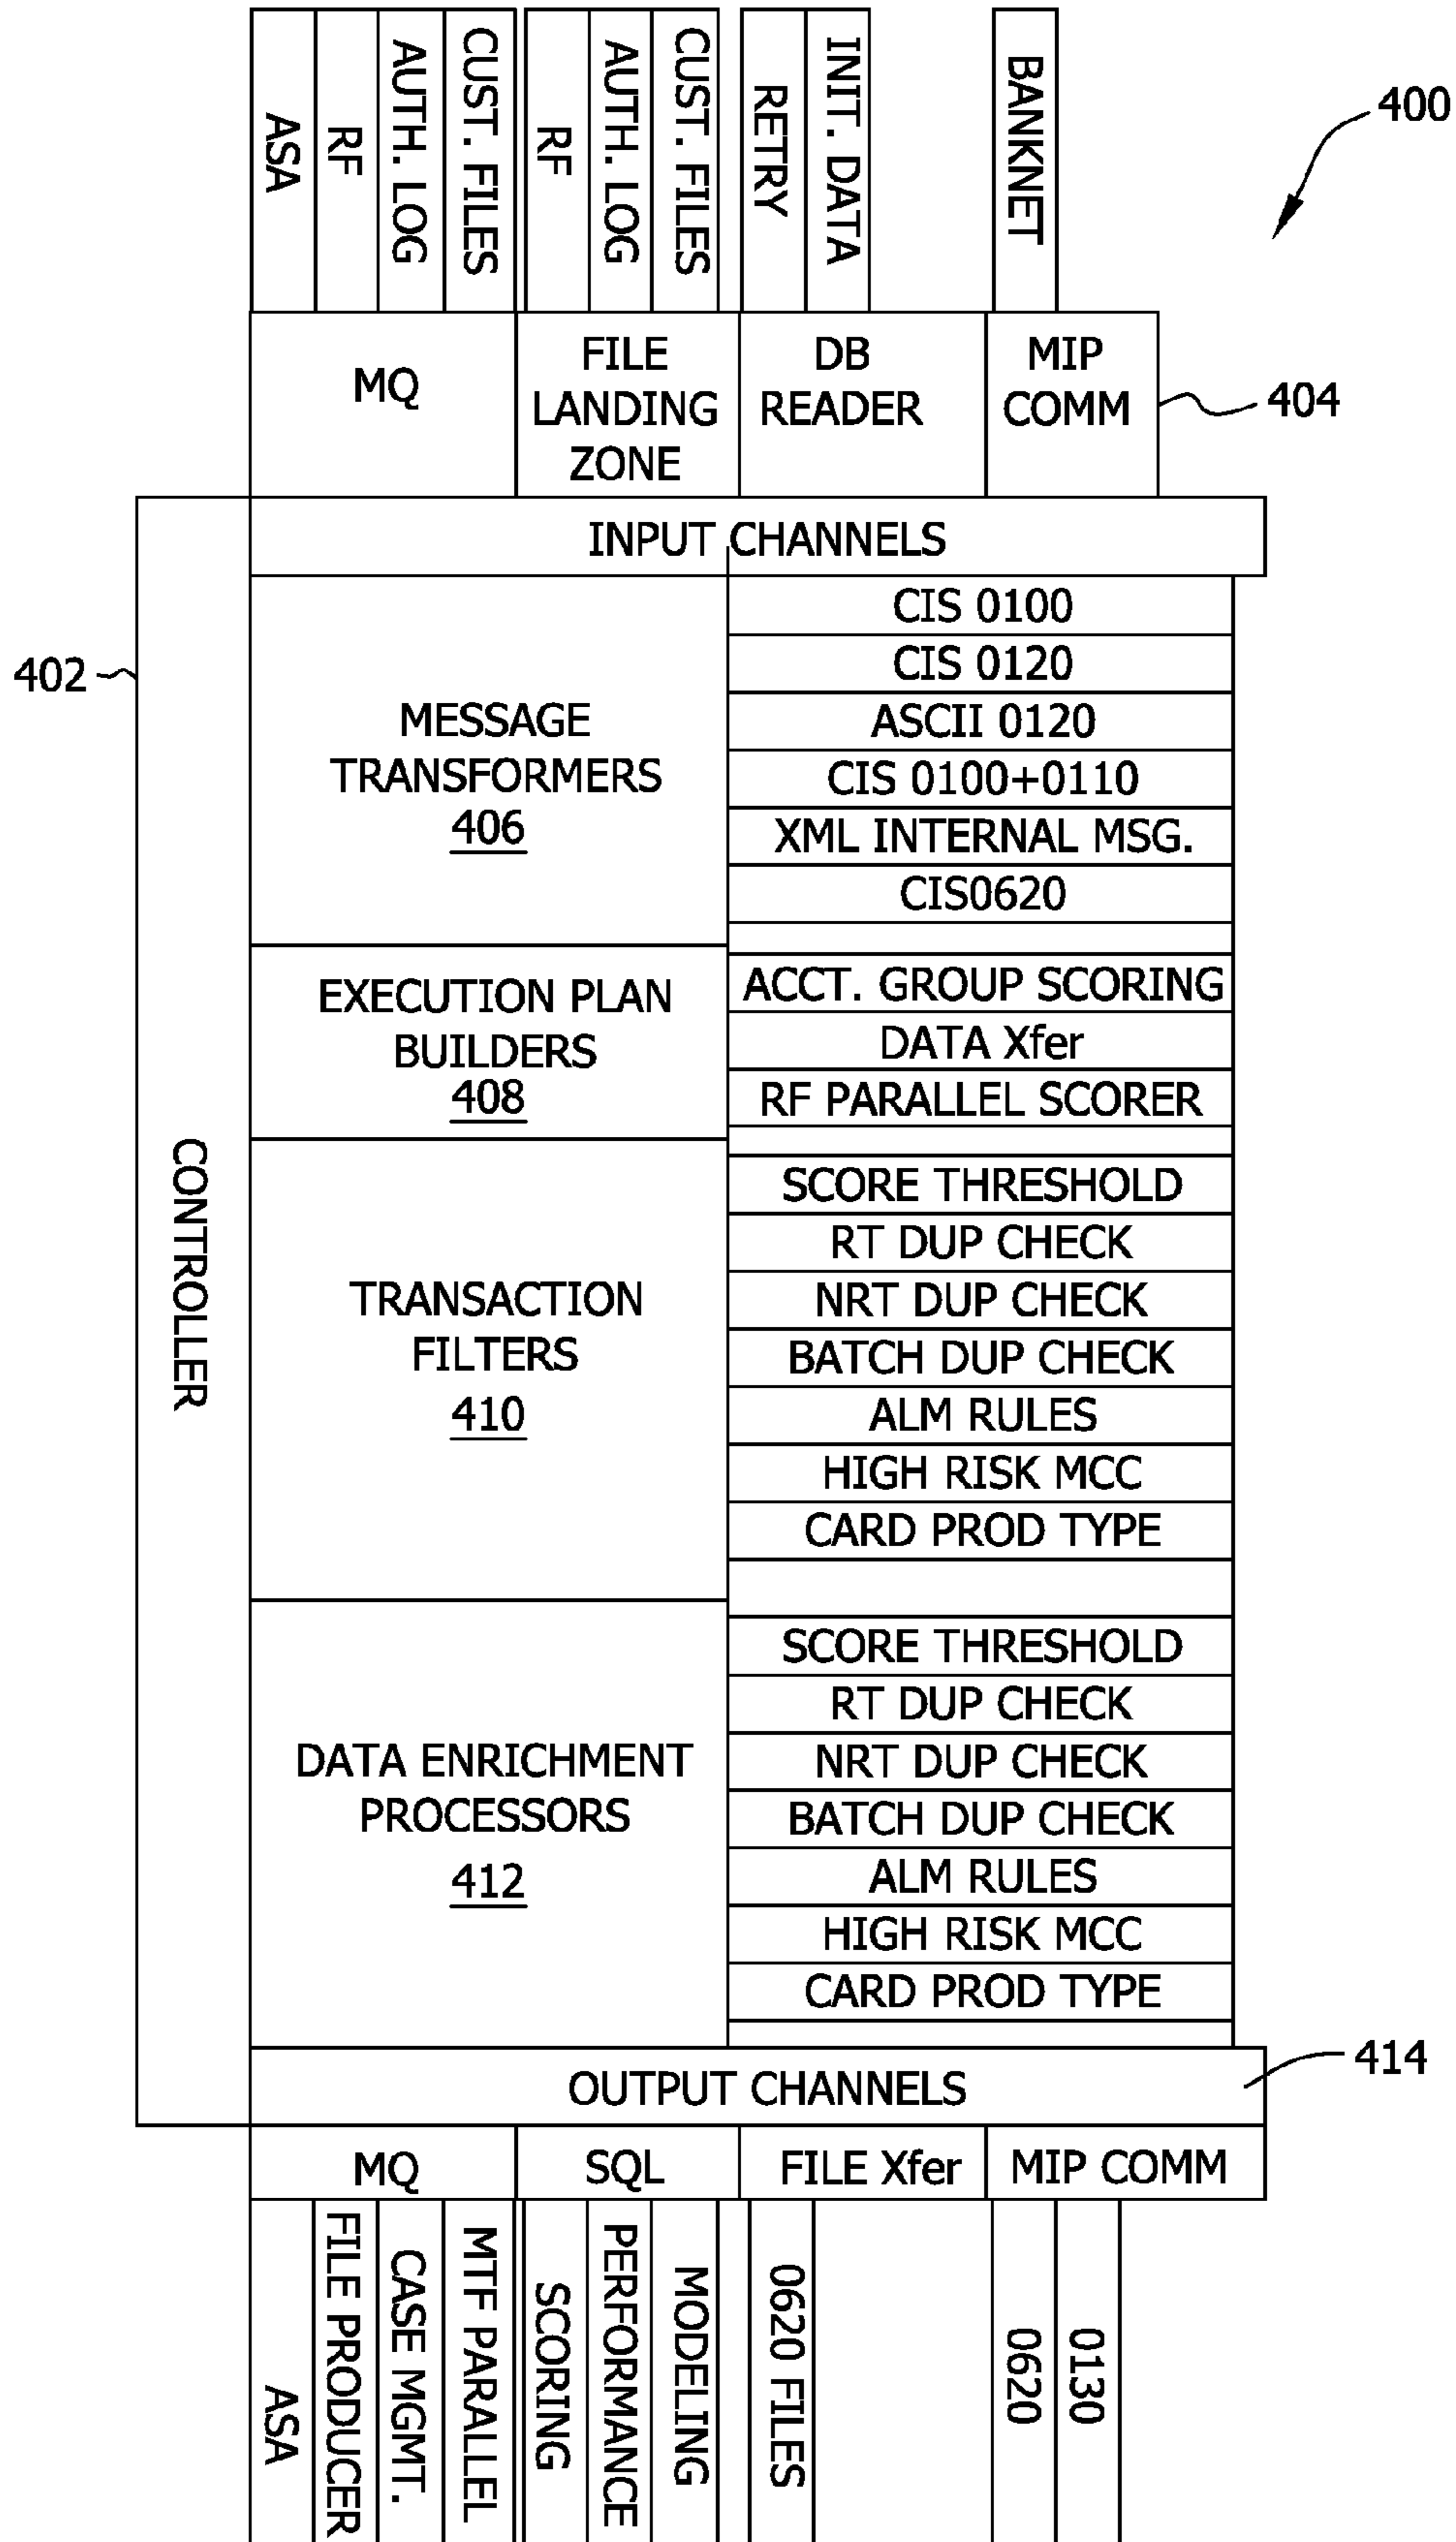 ASA
RF
AUTH. LOG
CUST. FILES
RF
AUTH. LOG
CUST. FILES
RETRY
INIT. DATA
BANKNET
400
MQ
FILE
LANDING
ZONE
DB
READER
MIP
COMM
404
INPUT CHANNELS
402
CONTROLLER
MESSAGE
TRANSFORMERS
406
CIS 0100
CIS 0120
ASCII 0120
CIS 0100+0110
XML INTERNAL MSG.
CIS0620
EXECUTION PLAN
BUILDERS
408
ACCT. GROUP SCORING
DATA Xfer
RF PARALLEL SCORER
TRANSACTION
FILTERS
410
SCORE THRESHOLD
RT DUP CHECK
NRT DUP CHECK
BATCH DUP CHECK
ALM RULES
HIGH RISK MCC
CARD PROD TYPE
DATA ENRICHMENT
PROCESSORS
412
SCORE THRESHOLD
RT DUP CHECK
NRT DUP CHECK
BATCH DUP CHECK
ALM RULES
HIGH RISK MCC
CARD PROD TYPE
OUTPUT CHANNELS
414
MQ
SQL
FILE Xfer
MIP COMM
ASA
FILE PRODUCER
CASE MGMT.
MTF PARALLEL
SCORING
PERFORMANCE
MODELING
0620 FILES
0620
0130